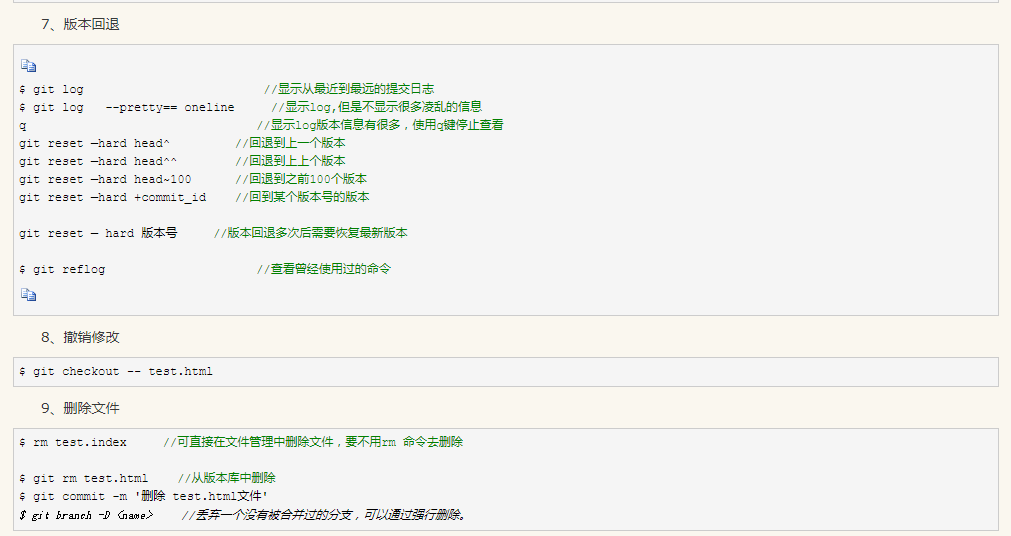 7、版本回退
$ git log //显示从最近到最远的提交日志
$ git log --pretty== oneline //显示log,但是不显示很多凌乱的信息
q //显示log版本信息有很多，使用q键停止查看
git reset —hard head^ //回退到上一个版本
git reset —hard head^^ //回退到上上个版本
git reset —hard head~100 //回退到之前100个版本
git reset —hard +commit_id //回到某个版本号的版本
git reset — hard 版本号 //版本回退多次后需要恢复最新版本
$ git reflog //查看曾经使用过的命令
8、撤销修改
$ git checkout -- test.html
9、删除文件
$ rm test.index //可直接在文件管理中删除文件，要不用rm 命令去删除
$ git rm test.html //从版本库中删除
$ git commit -m '删除 test.html文件'
$ git branch -D <name> //丢弃一个没有被合并过的分支，可以通过强行删除。